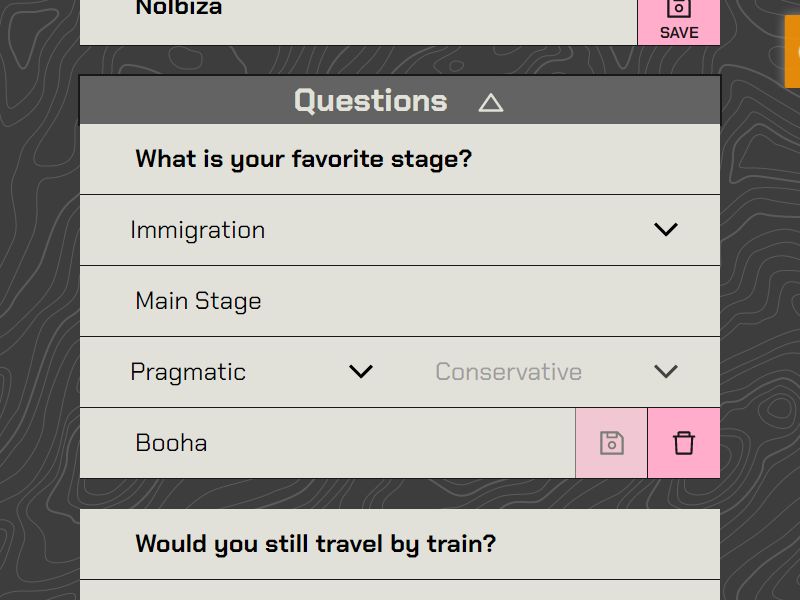 Nolbiza
SAVE
Questions
What is your favorite stage?
Immigration
Main Stage
Pragmatic Conservative
Booha
Would you still travel by train?